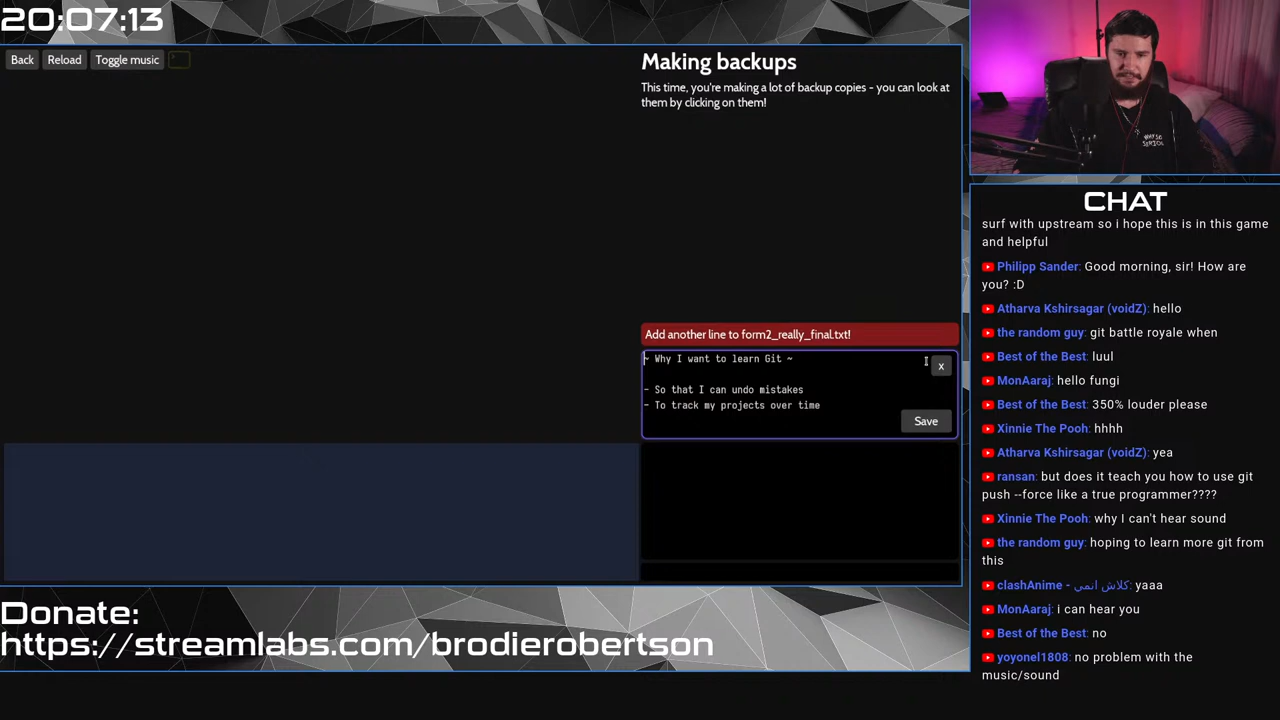 20:07:13
Back
Reload
Toggle music
Making backups
This time, you're making a lot of backup copies - you can look
at them by clicking on them!
Add another line to form2_really_final.txt!
~ Why I want to learn Git ~
x
- So that I can undo mistakes
- To track my projects over time
Save
Donate:
https://streamlabs.com/brodierobertson
WHY SO
CHAT
surf with upstream so i hope this is in this game
and helpful
Philipp Sander: Good morning, sir! How are
you? :D
Atharva Kshirsagar (voidZ): hello
the random guy: git battle royale when
Best of the Best: luul
MonAaraj: hello fungi
Best of the Best: 350% louder please
Xinnie The Pooh: hhhh
Atharva Kshirsagar (voidZ): yea
ransan: but does it teach you how to use git
push --force like a true programmer????
Xinnie The Pooh: why I can't hear sound
the random guy: hoping to learn more git from
this
clashAnime - كلاش انمي: yaaa
MonAaraj: i can hear you
Best of the Best: no
yoyonel1808: no problem with the
music/sound